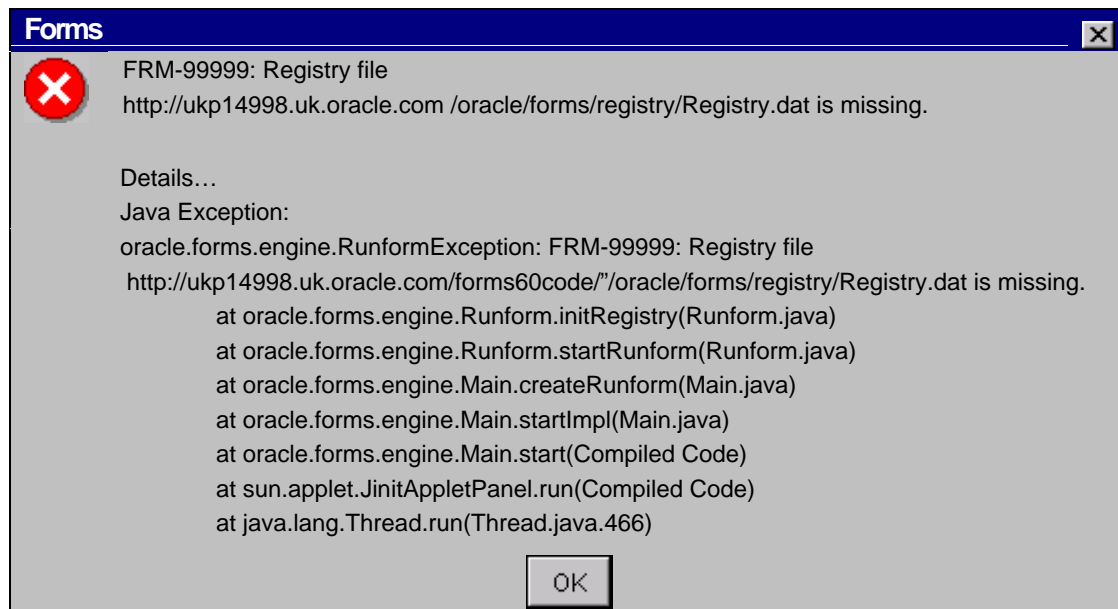 Forms
FRM-99999: Registry file
http://ukp14998.uk.oracle.com /oracle/forms/registry/Registry.dat is missing.
Details…
Java Exception:
oracle.forms.engine.RunformException: FRM-99999: Registry file
http://ukp14998.uk.oracle.com/forms60code/”/oracle/forms/registry/Registry.dat is missing.
at oracle.forms.engine.Runform.initRegistry(Runform.java)
at oracle.forms.engine.Runform.startRunform(Runform.java)
at oracle.forms.engine.Main.createRunform(Main.java)
at oracle.forms.engine.Main.startImpl(Main.java)
at oracle.forms.engine.Main.start(Compiled Code)
at sun.applet.JinitAppletPanel.run(Compiled Code)
at java.lang.Thread.run(Thread.java.466)
OK